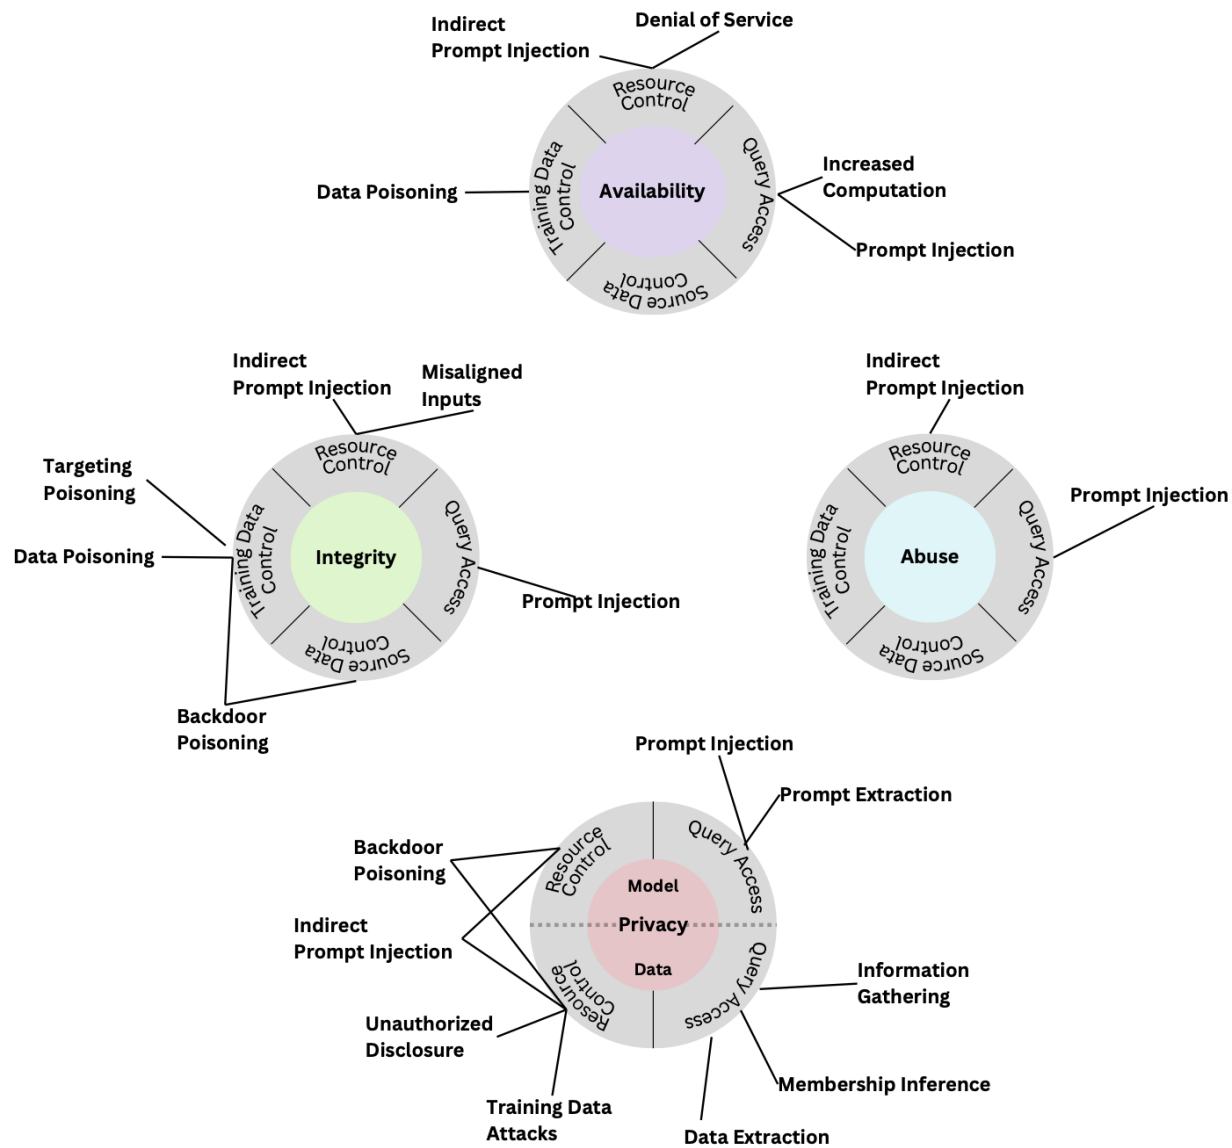 Indirect
Prompt Injection
Denial of Service
Resource
Control
Training Data
Control
Query Access
Source Data
Control
Availability
Data Poisoning
Increased
Computation
Prompt Injection
Indirect
Prompt Injection
Misaligned
Inputs
Targeting
Poisoning
Data Poisoning
Resource
Control
Training Data
Control
Query Access
Source Data
Control
Integrity
Prompt Injection
Backdoor
Poisoning
Indirect
Prompt Injection
Prompt Injection
Resource
Control
Training Data
Control
Query Access
Source Data
Control
Abuse
Prompt Injection
Prompt Extraction
Backdoor
Poisoning
Resource
Control
Query Access
Model
Privacy
Data
Indirect
Prompt Injection
Resource
Control
Query Access
Information
Gathering
Unauthorized
Disclosure
Membership Inference
Training Data
Attacks
Data Extraction